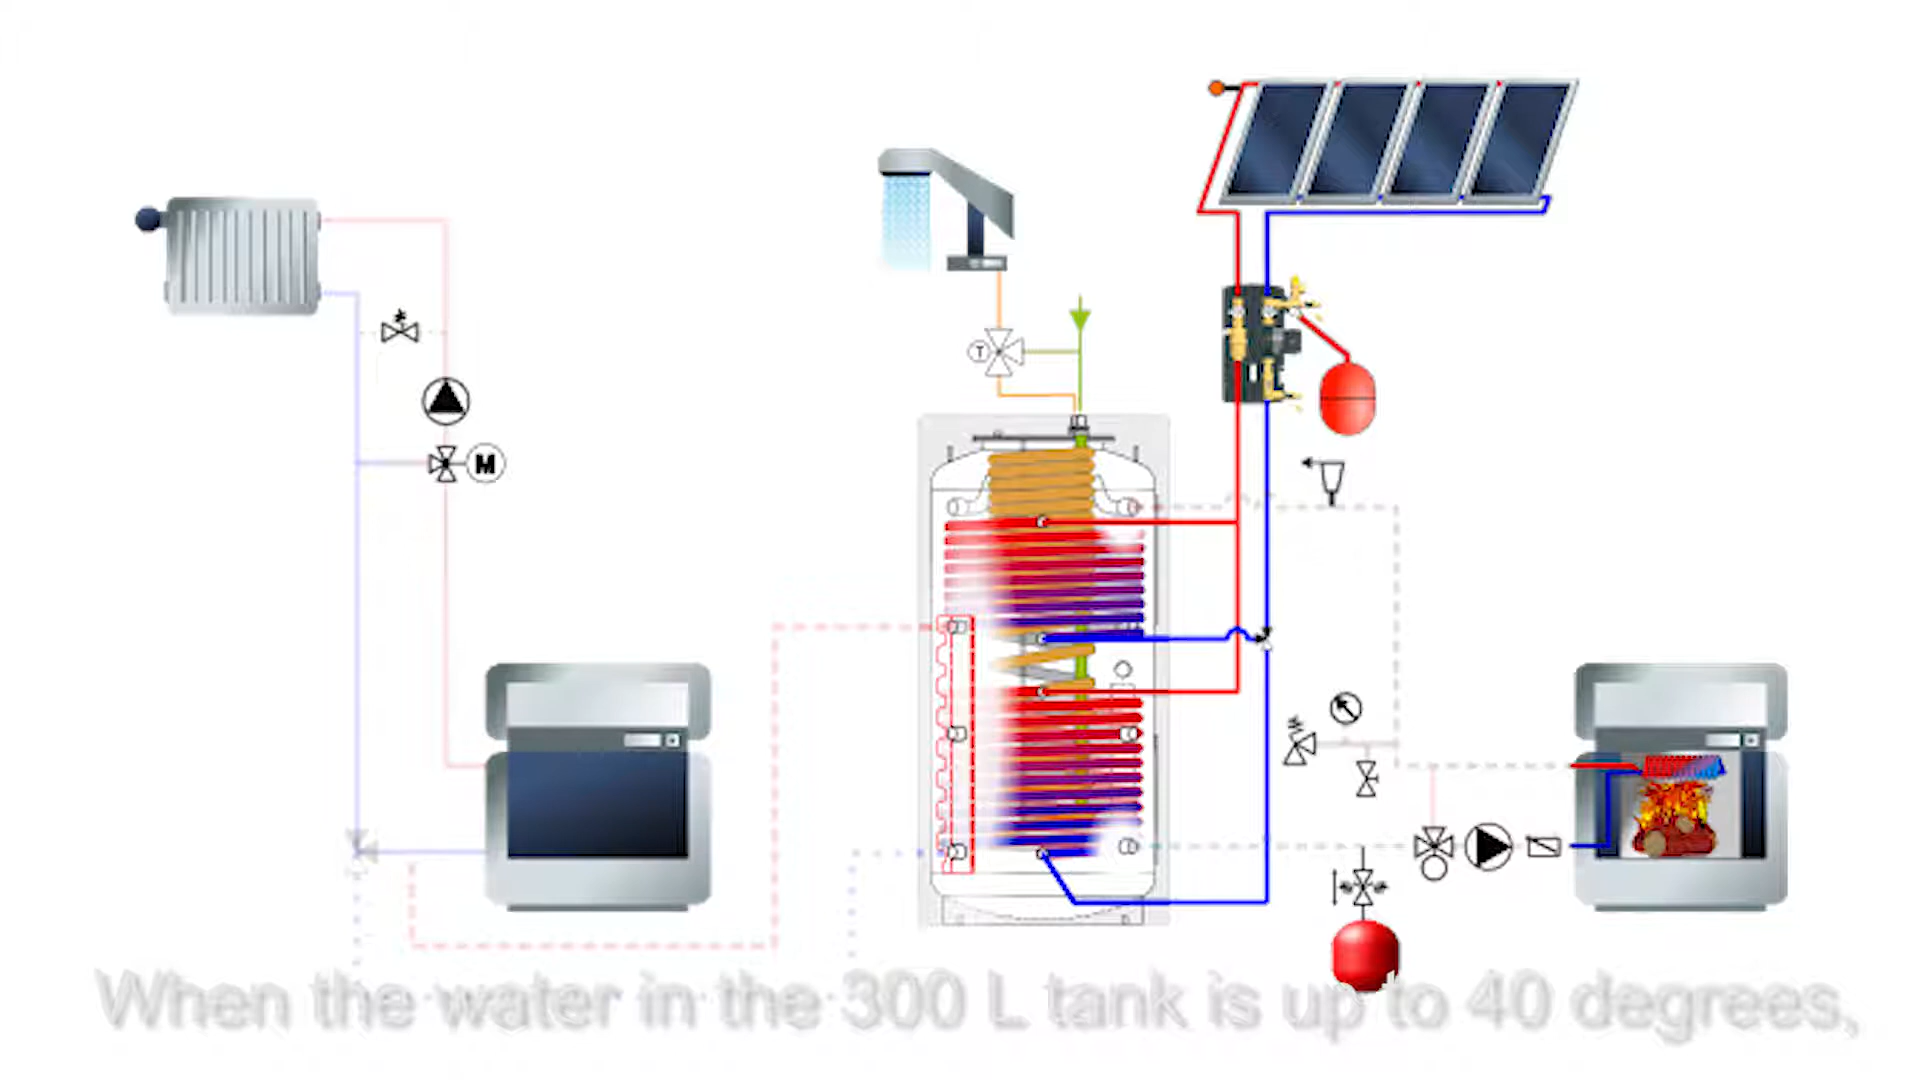 T
M
When the water in the 300 L tank is up to 40 degrees,